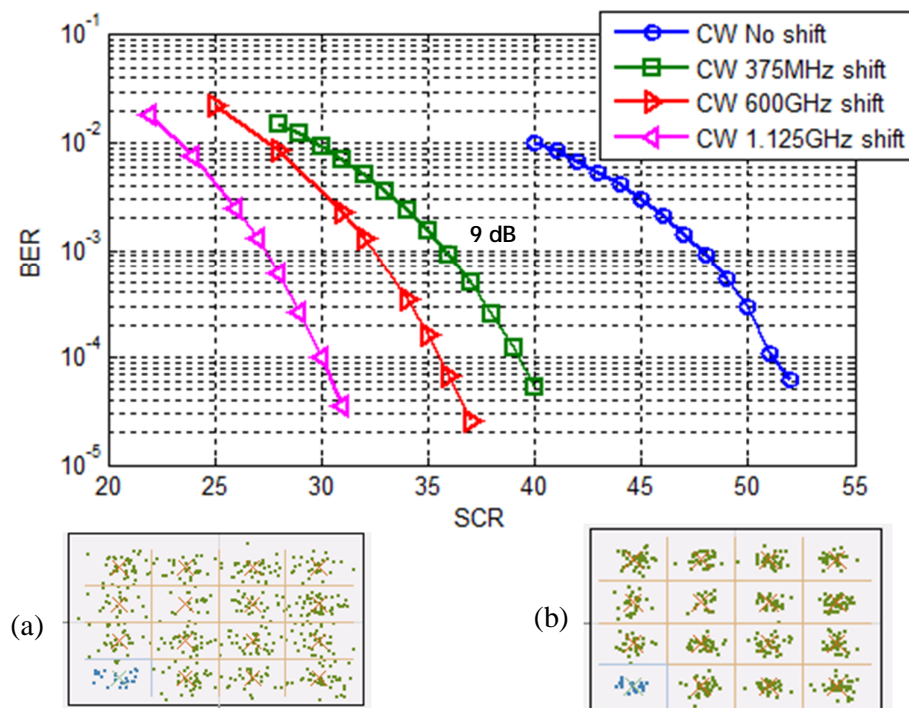 10^-1
10^-2
10^-3
10^-4
10^-5
BER
CW No shift
CW 375MHz shift
CW 600GHz shift
CW 1.125GHz shift
9 dB
20 25 30 35 40 45 50 55
SCR
(a)
(b)